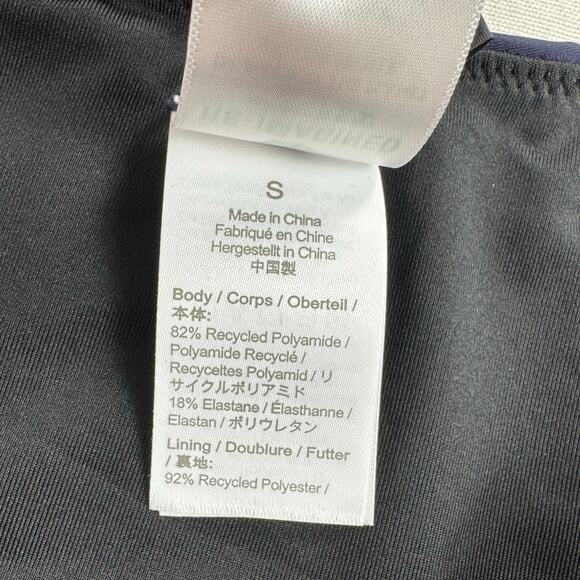 S
Made in China
Fabriqué en Chine
Hergestellt in China
中国製
Body / Corps / Oberteil /
本体:
82% Recycled Polyamide /
Polyamide Recyclé /
Recyceltes Polyamid / リ
サイクルポリアミド
18% Elastane / Élasthanne /
Elastan / ポリウレタン
Lining / Doublure / Futter
/ 裏地:
92% Recycled Polyester /